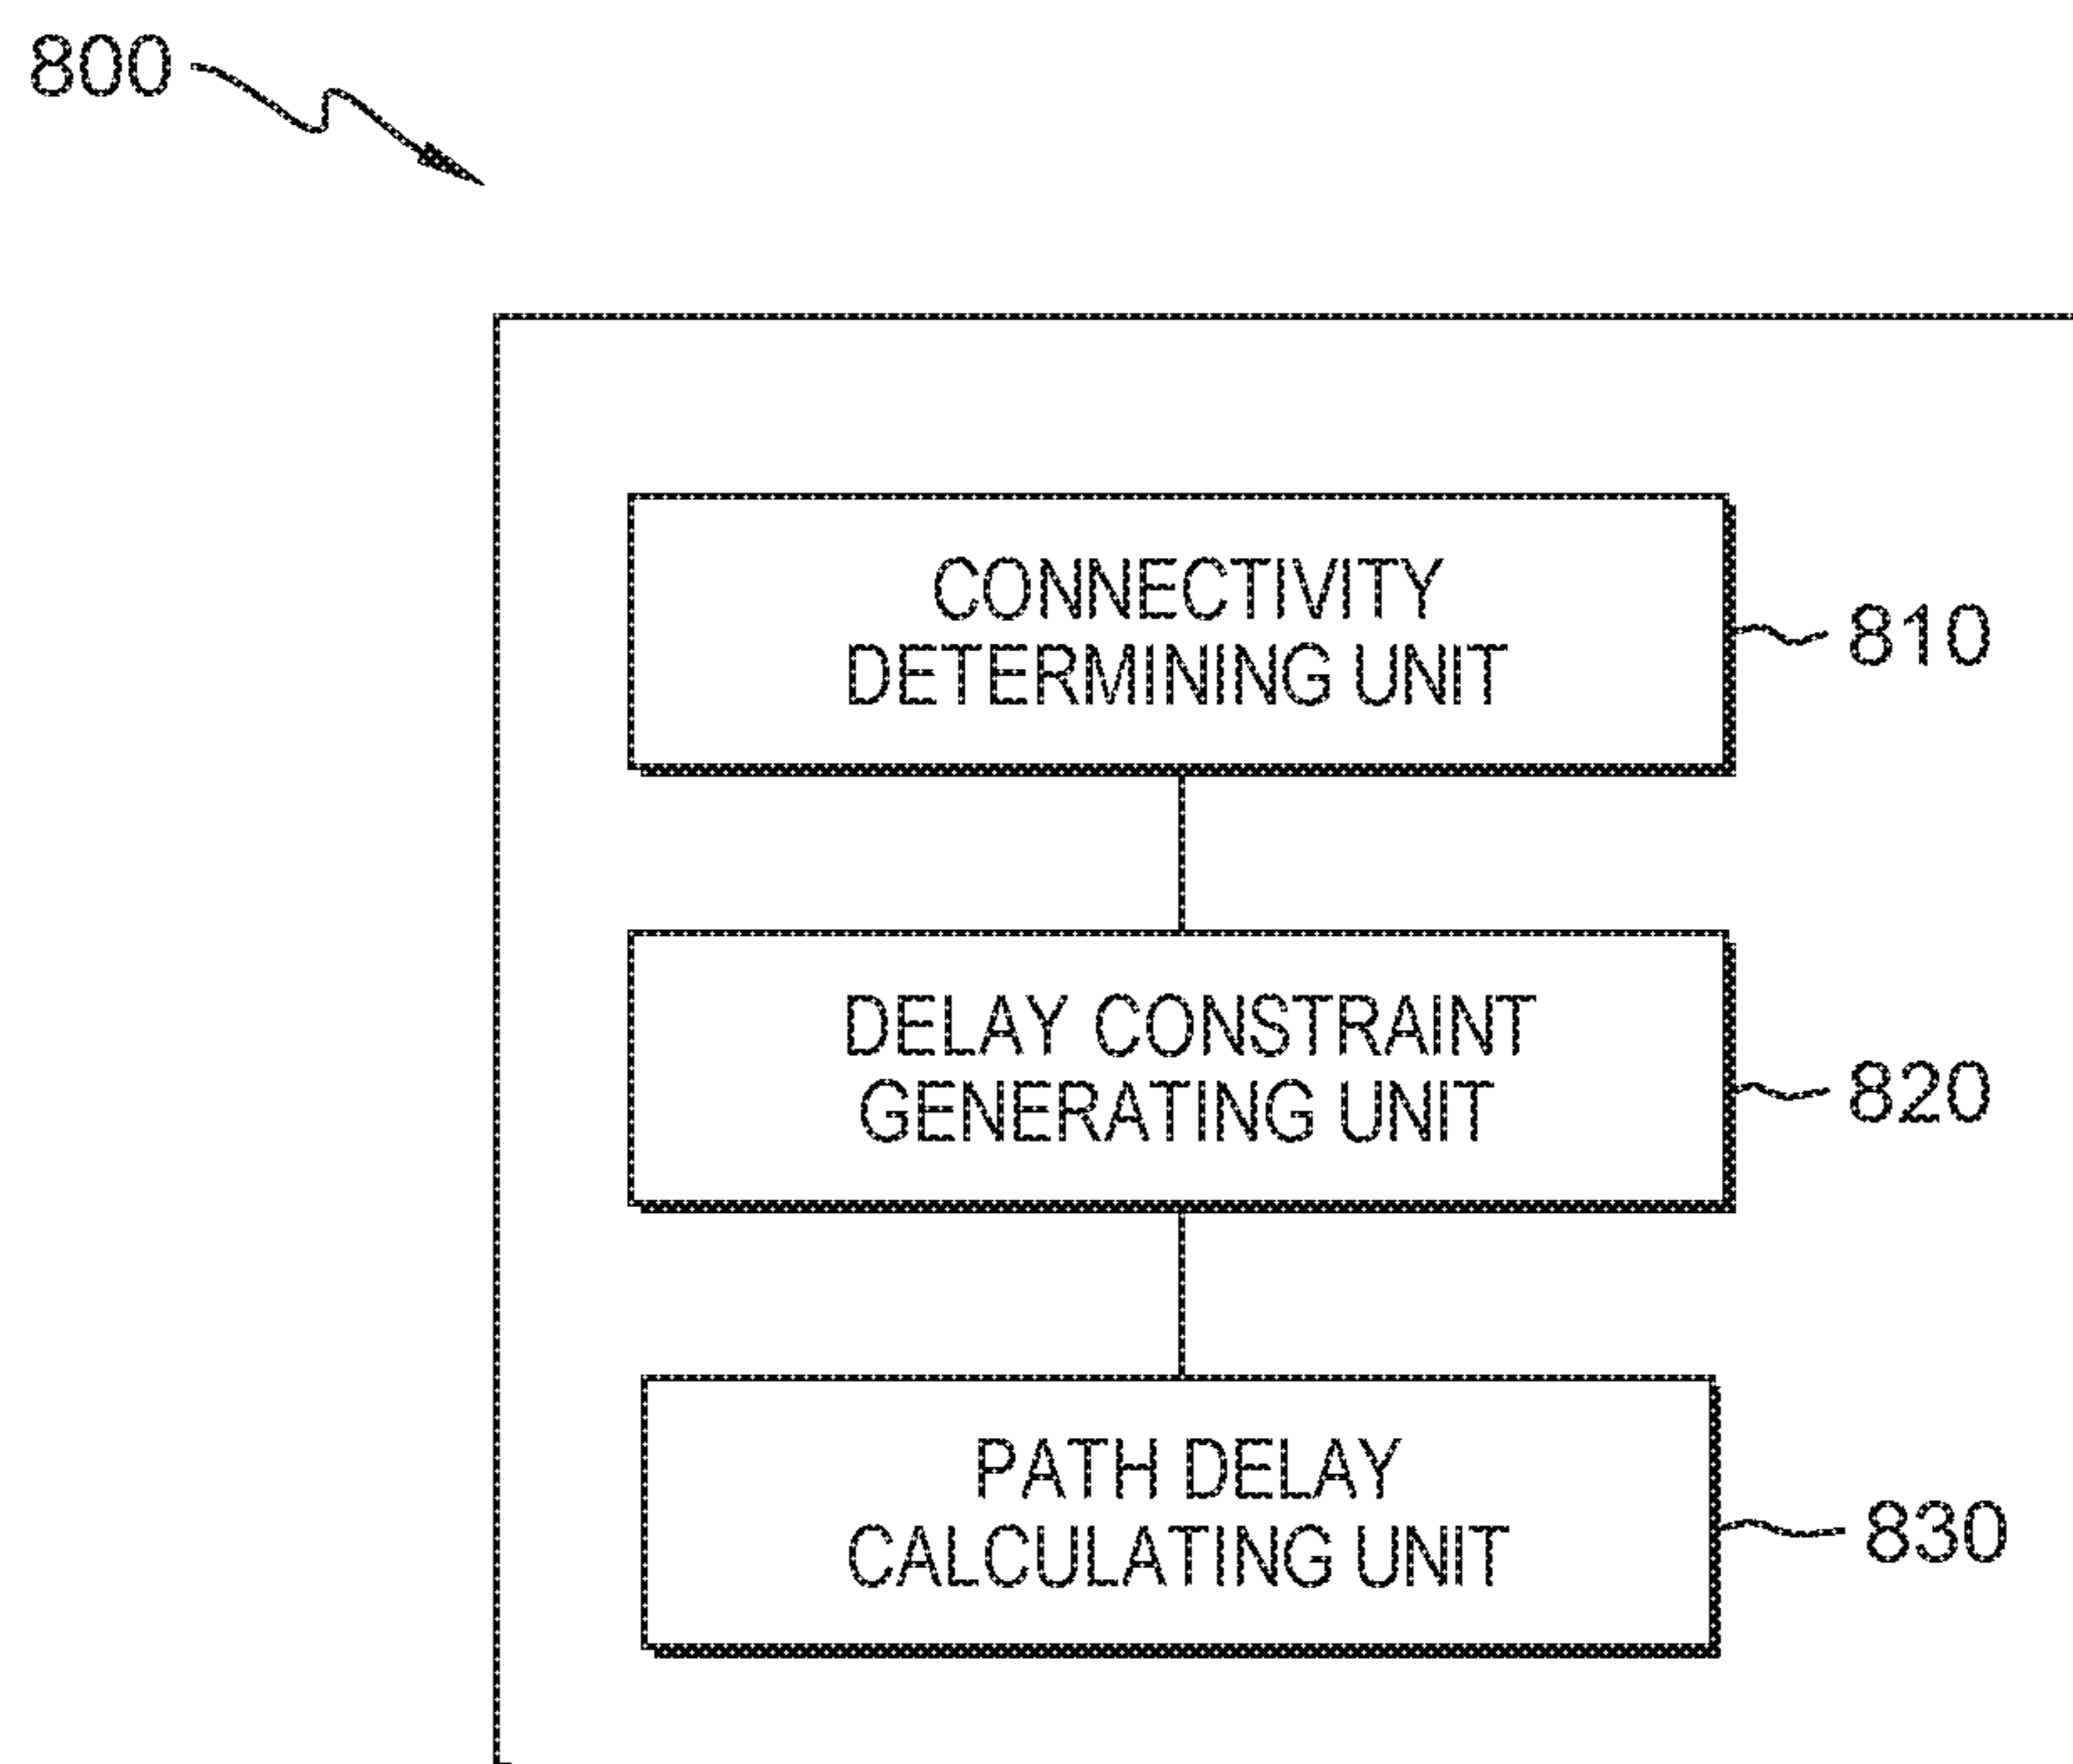 800
CONNECTIVITY
DETERMINING UNIT
810
DELAY CONSTRAINT
GENERATING UNIT
820
PATH DELAY
CALCULATING UNIT
830